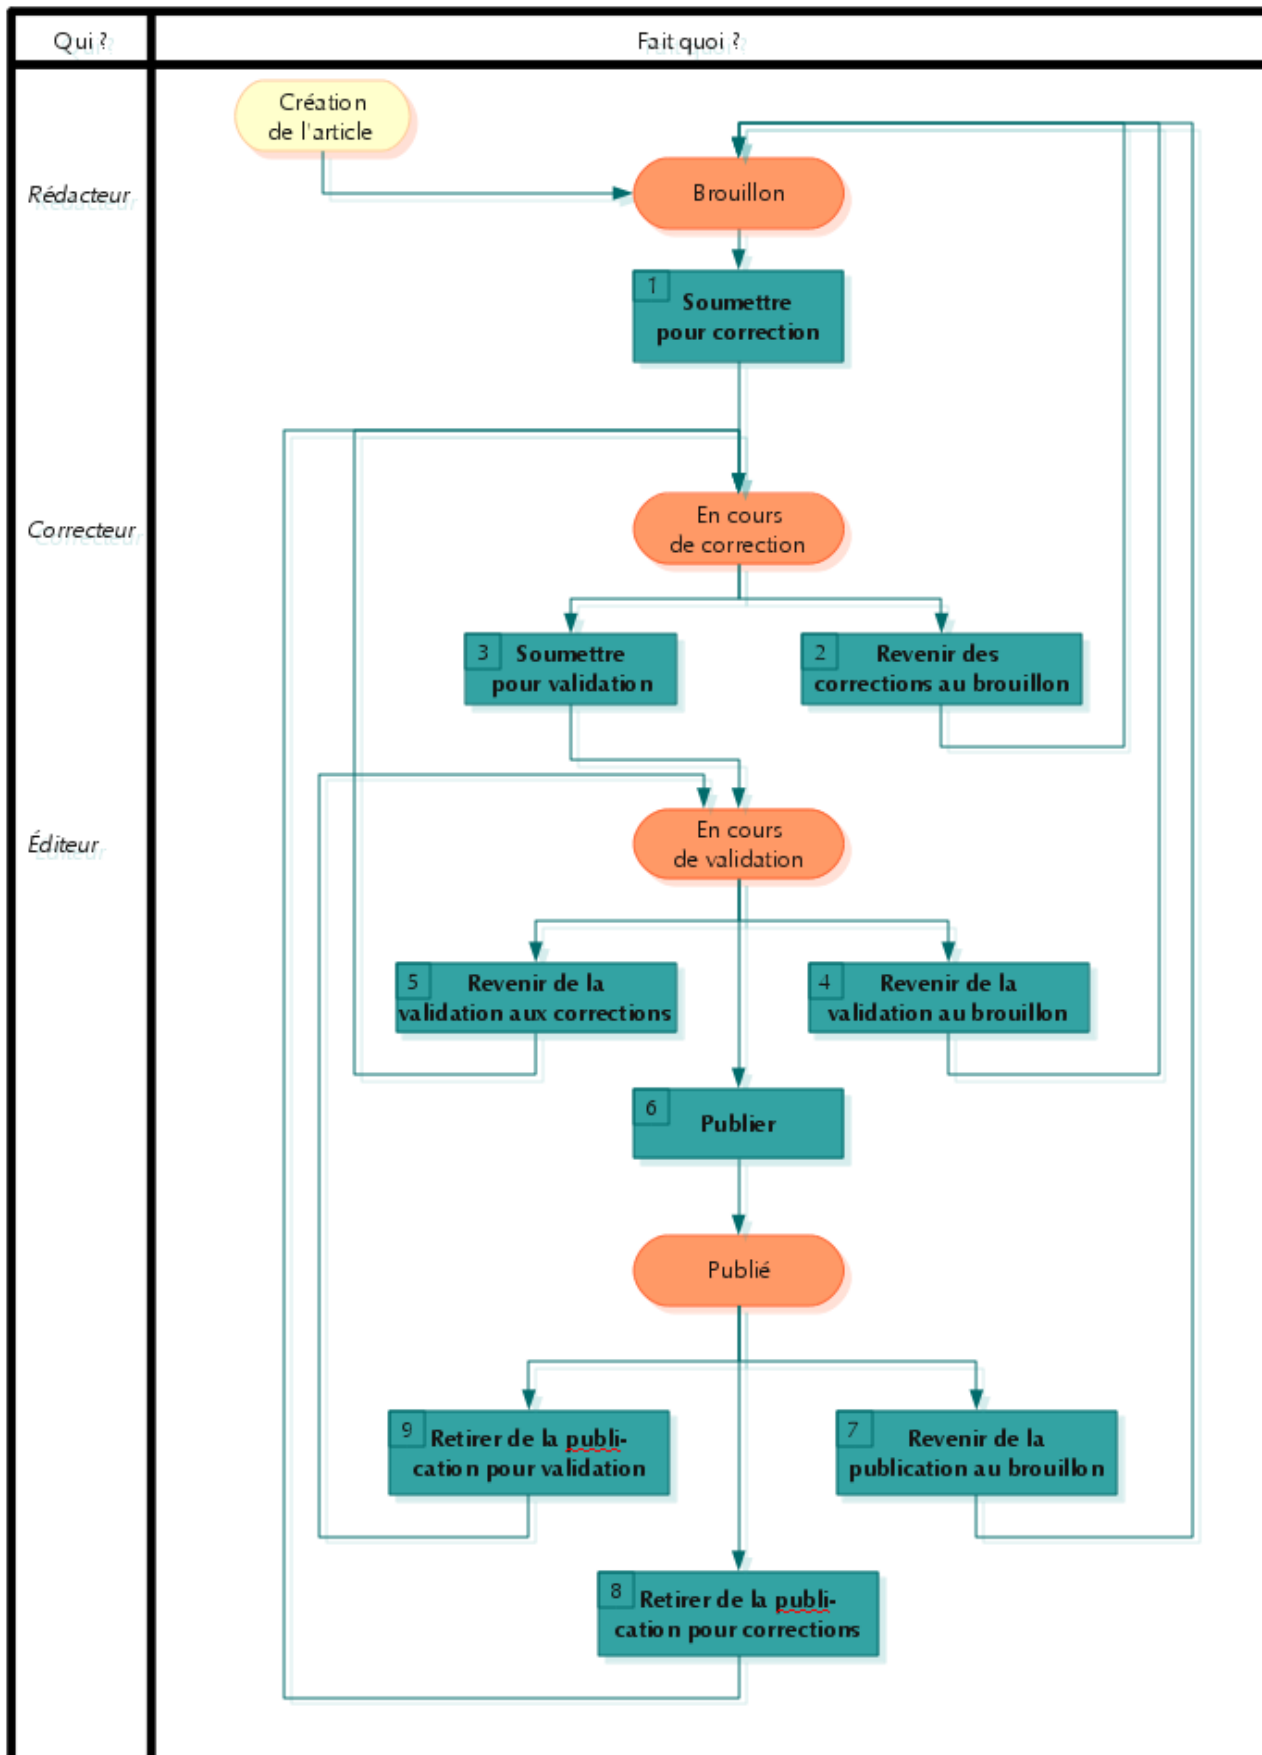 Qui ?
Fait quoi ?
Création
de l'article
Rédacteur
Brouillon
1
Soumettre
pour correction
Correcteur
En cours
de correction
3
Soumettre
pour validation
2
Revenir des
corrections au brouillon
Éditeur
En cours
de validation
5
Revenir de la
validation aux corrections
4
Revenir de la
validation au brouillon
6
Publier
Publié
9
Retirer de la publi-
cation pour validation
7
Revenir de la
publication au brouillon
8
Retirer de la publi-
cation pour corrections